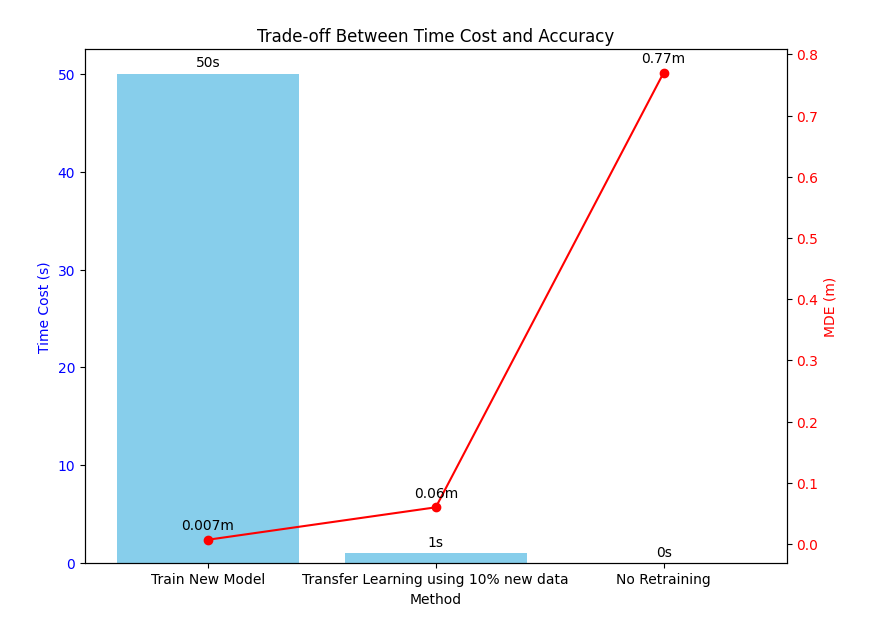 Trade-off Between Time Cost and Accuracy
50s
0.77m
0.007m
0.06m
1s
0s
50
40
30
20
10
0
Time Cost (s)
0.8
0.7
0.6
0.5
0.4
0.3
0.2
0.1
0.0
MDE (m)
Train New Model
Transfer Learning using 10% new data
No Retraining
Method